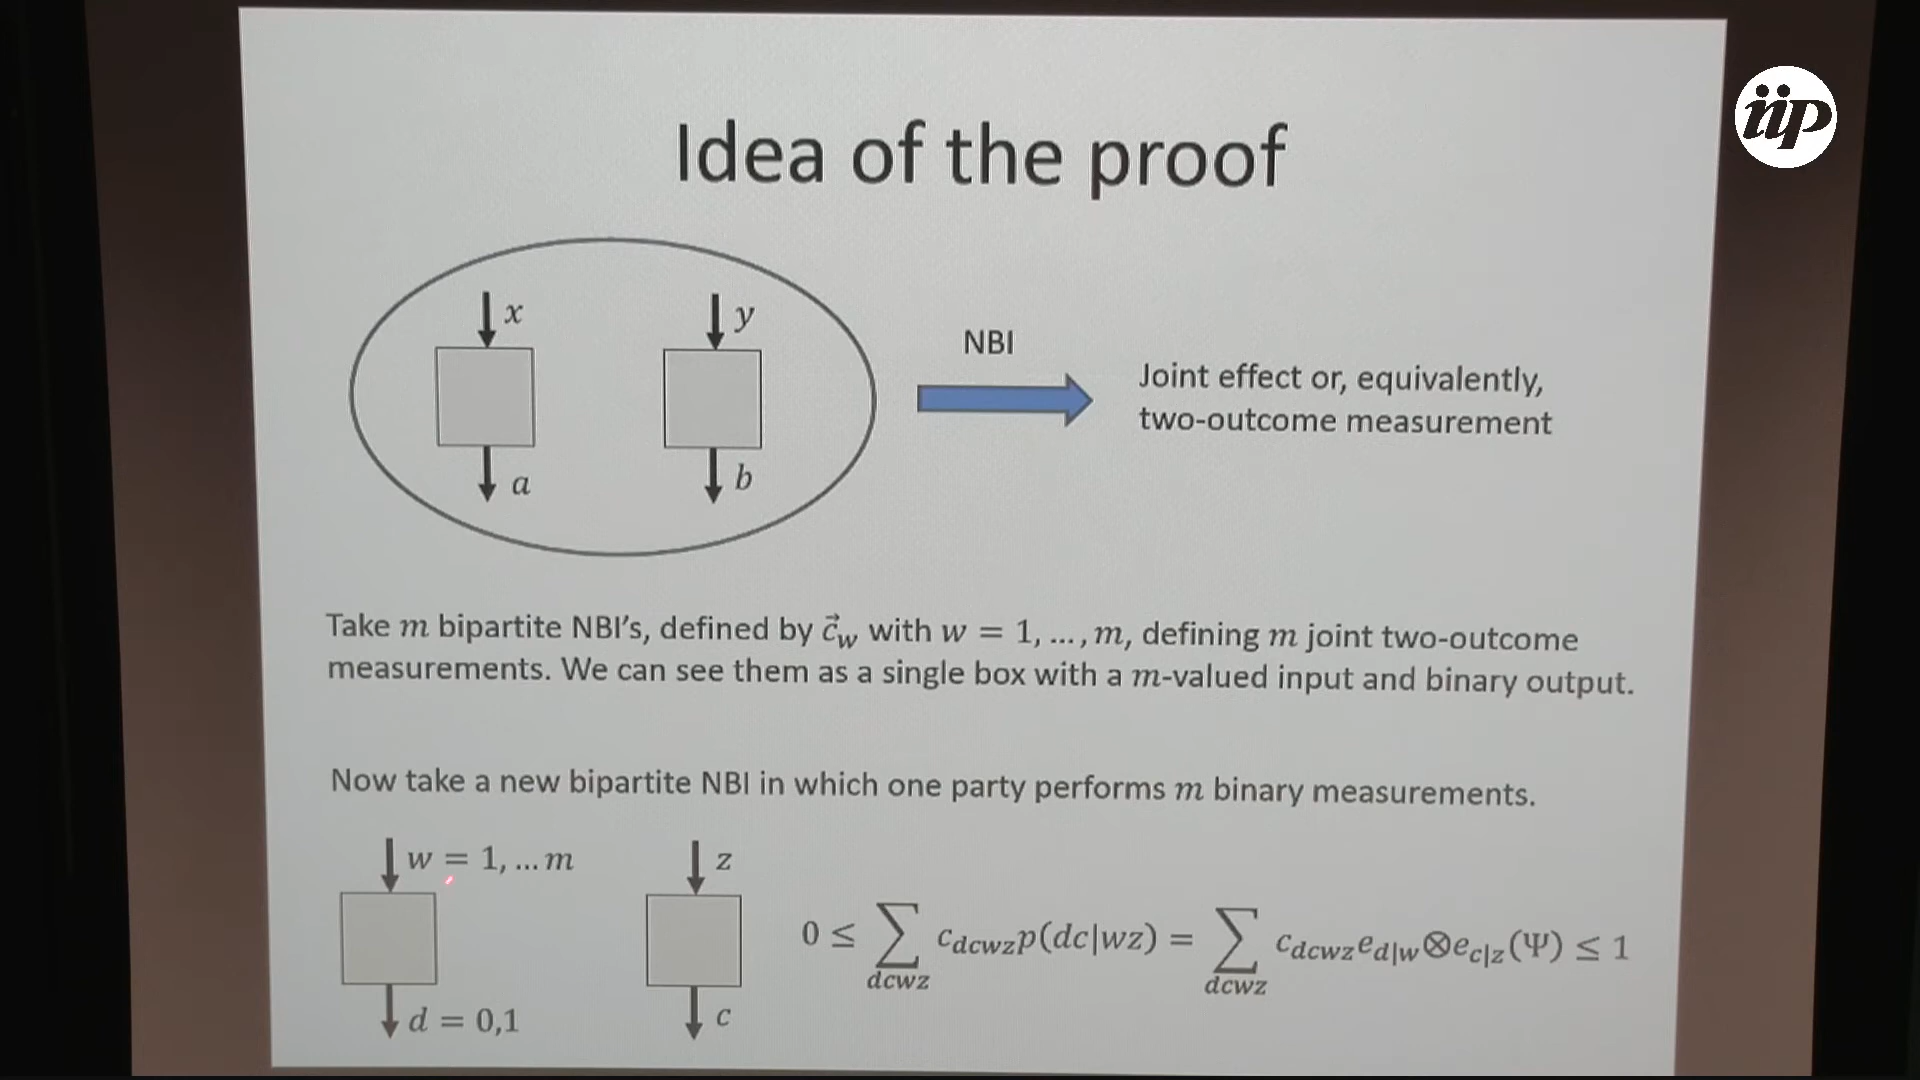 iip
Idea of the proof
x
y
NBI
Joint effect or, equivalently,
two-outcome measurement
a
b
Take m bipartite NBI's, defined by c⃗_w with w = 1, ..., m, defining m joint two-outcome
measurements. We can see them as a single box with a m-valued input and binary output.
Now take a new bipartite NBI in which one party performs m binary measurements.
w = 1, ... m
z
0 ≤ ∑_{dcwz} c_{dcwz} p(dc|wz) = ∑_{dcwz} c_{dcwz} e_{d|w} ⊗ e_{c|z} (Ψ) ≤ 1
d = 0,1
c